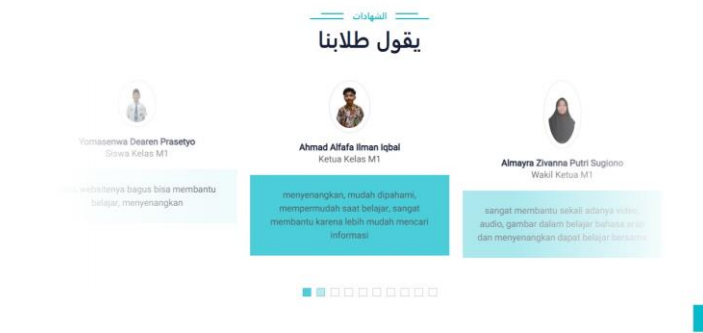 الشهادات
يقول طلابنا
Yomasenwa Dearen Prasetyo
Siswa Kelas M1
websitenya bagus bisa membantu
belajar, menyenangkan
Ahmad Alfafa Ilman Iqbal
Ketua Kelas M1
menyenangkan, mudah dipahami,
mempermudah saat belajar, sangat
membantu karena lebih mudah mencari
informasi
Almayra Zivanna Putri Sugiono
Wakil Ketua M1
sangat membantu sekali adanya video,
audio, gambar dalam belajar bahasa arab
dan menyenangkan dapat belajar bersama